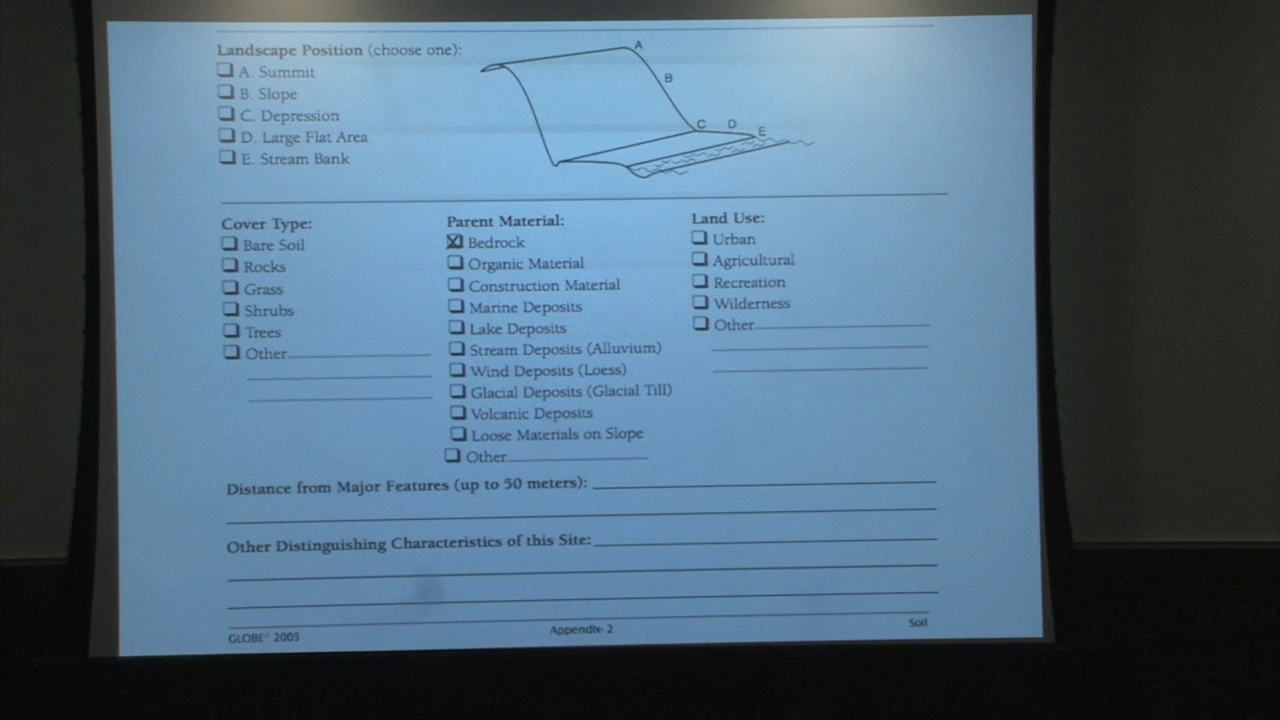 Landscape Position (choose one):
A. Summit
B. Slope
C. Depression
D. Large Flat Area
E. Stream Bank
A
B
C
D
E
Cover Type:
Bare Soil
Rocks
Grass
Shrubs
Trees
Other
Parent Material:
Bedrock
Organic Material
Construction Material
Marine Deposits
Lake Deposits
Stream Deposits (Alluvium)
Wind Deposits (Loess)
Glacial Deposits (Glacial Till)
Volcanic Deposits
Loose Materials on Slope
Other
Land Use:
Urban
Agricultural
Recreation
Wilderness
Other
Distance from Major Features (up to 50 meters):
Other Distinguishing Characteristics of this Site:
GLOBE® 2005
Appendix- 2
Soil